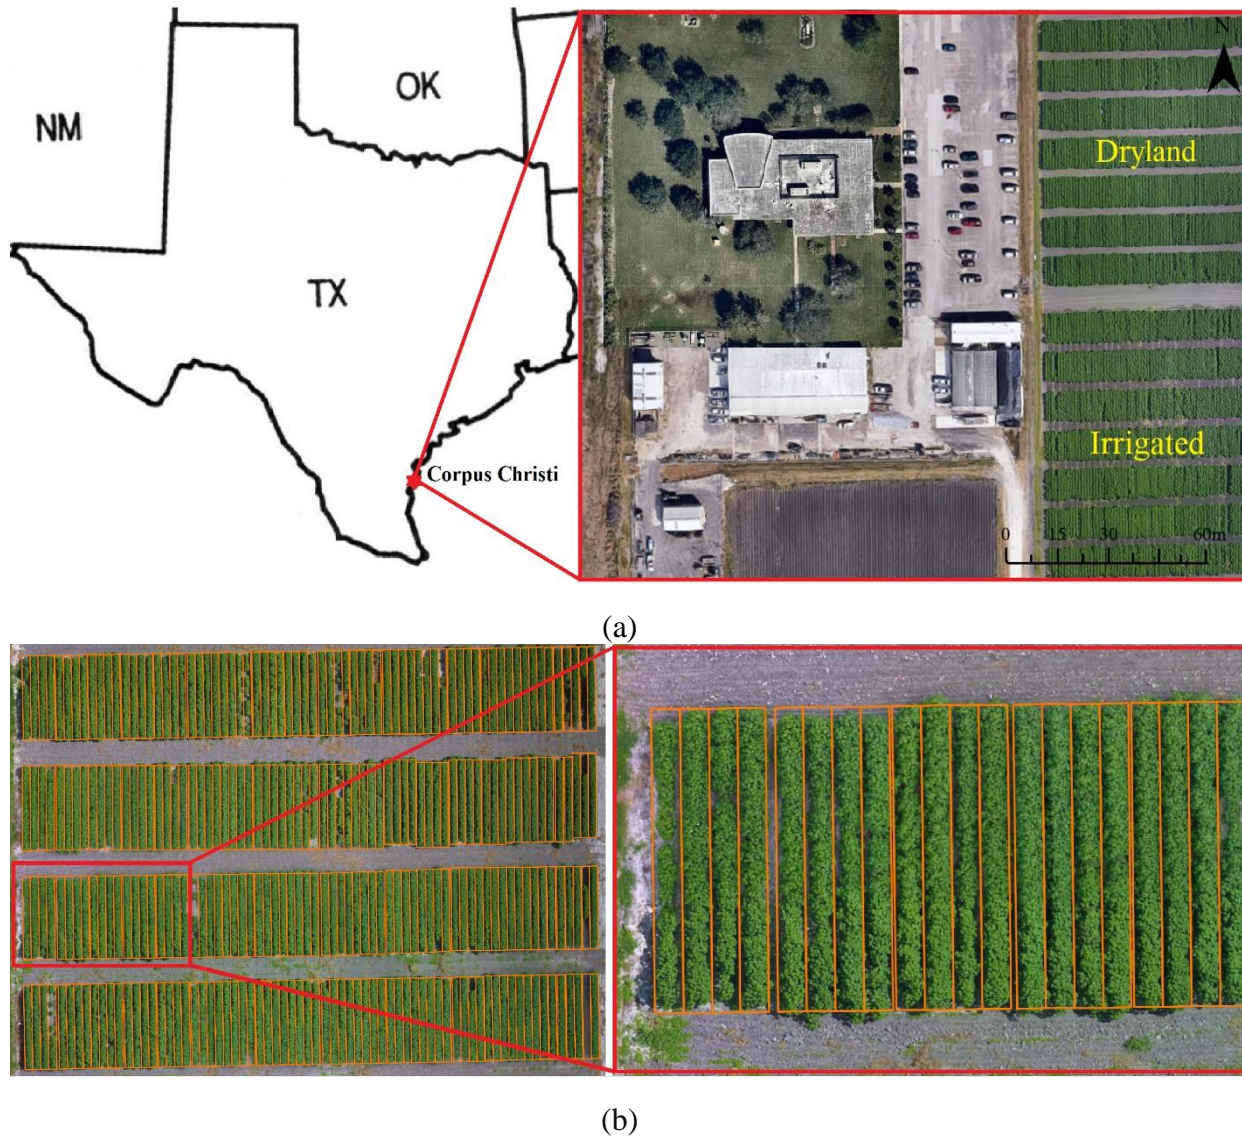 NM
OK
TX
Corpus Christi
N
Dryland
Irrigated
0 15 30 60m
(a)
(b)